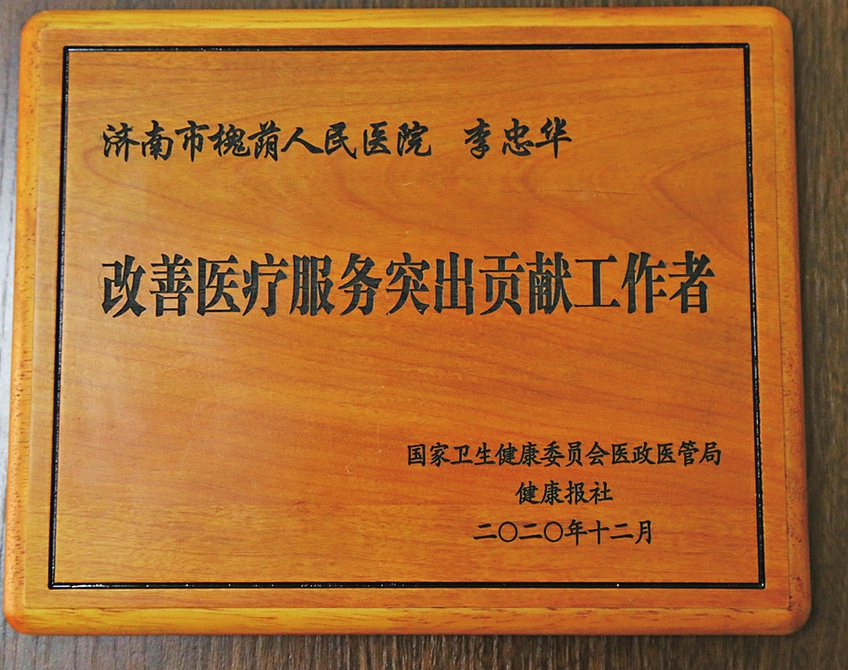 济南市槐荫人民医院 李忠华
改善医疗服务突出贡献工作者
国家卫生健康委员会医政医管局
健康报社
二〇二〇年十二月